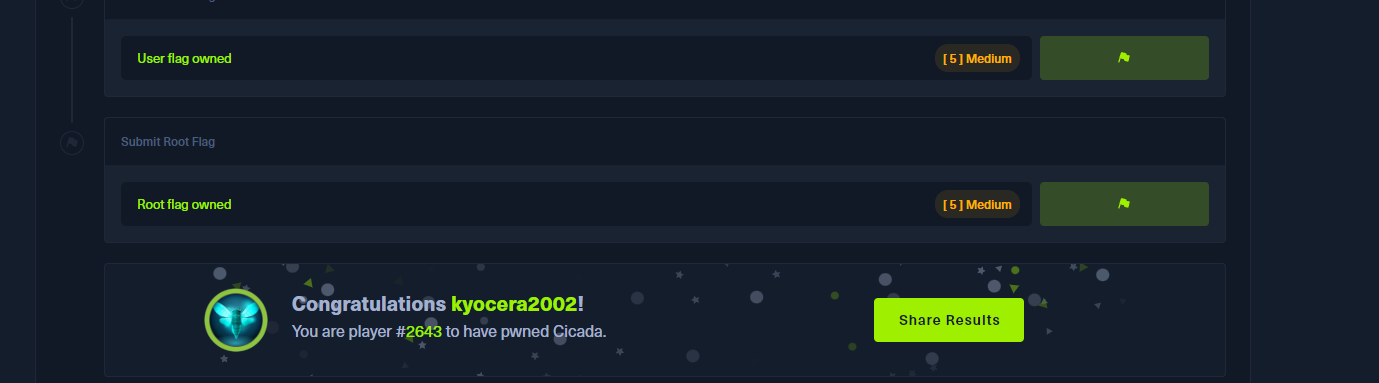 User flag owned
[ 5 ] Medium
Submit Root Flag
Root flag owned
[ 5 ] Medium
Congratulations kyocera2002!
You are player #2643 to have pwned Cicada.
Share Results